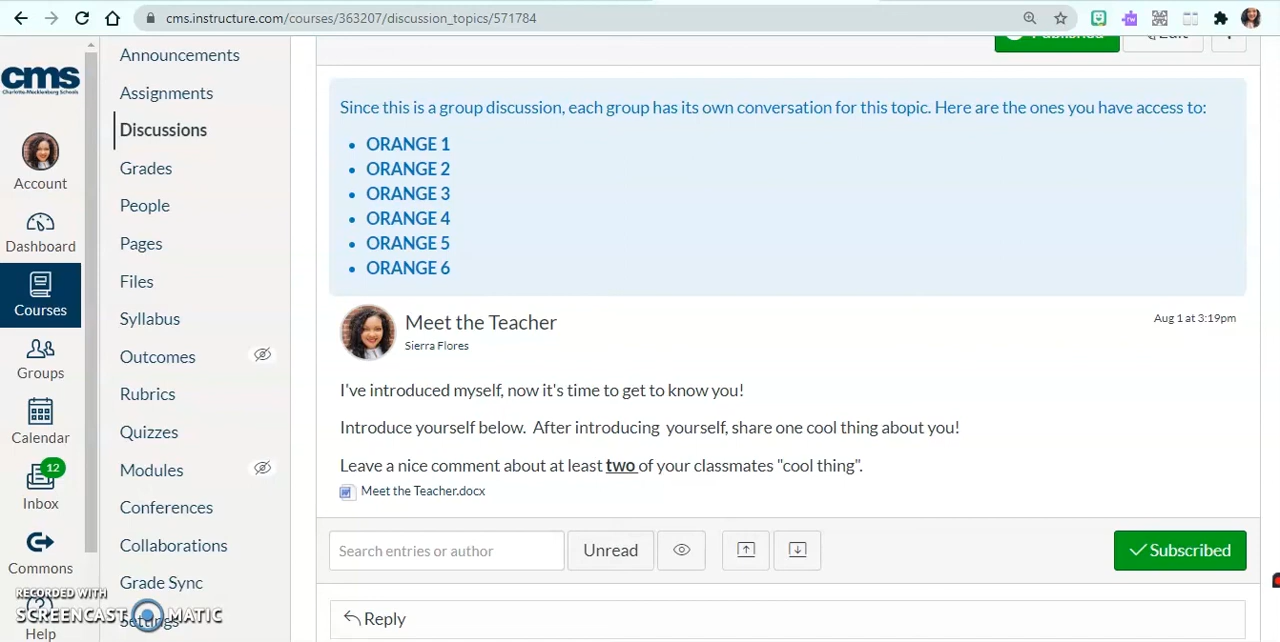 cms.instructure.com/courses/363207/discussion_topics/571784
cms
Charlotte-Mecklenburg Schools
Account
Dashboard
Courses
Groups
Calendar
12
Inbox
Commons
Help
Announcements
Assignments
Discussions
Grades
People
Pages
Files
Syllabus
Outcomes
Rubrics
Quizzes
Modules
Conferences
Collaborations
Grade Sync
Settings
Published
Edit
Since this is a group discussion, each group has its own conversation for this topic. Here are the ones you have access to:
ORANGE 1
ORANGE 2
ORANGE 3
ORANGE 4
ORANGE 5
ORANGE 6
Meet the Teacher
Sierra Flores
Aug 1 at 3:19pm
I've introduced myself, now it's time to get to know you!
Introduce yourself below.  After introducing  yourself, share one cool thing about you!
Leave a nice comment about at least two of your classmates "cool thing".
Meet the Teacher.docx
Search entries or author
Unread
Subscribed
Reply
RECORDED WITH
SCREENCAST MATIC